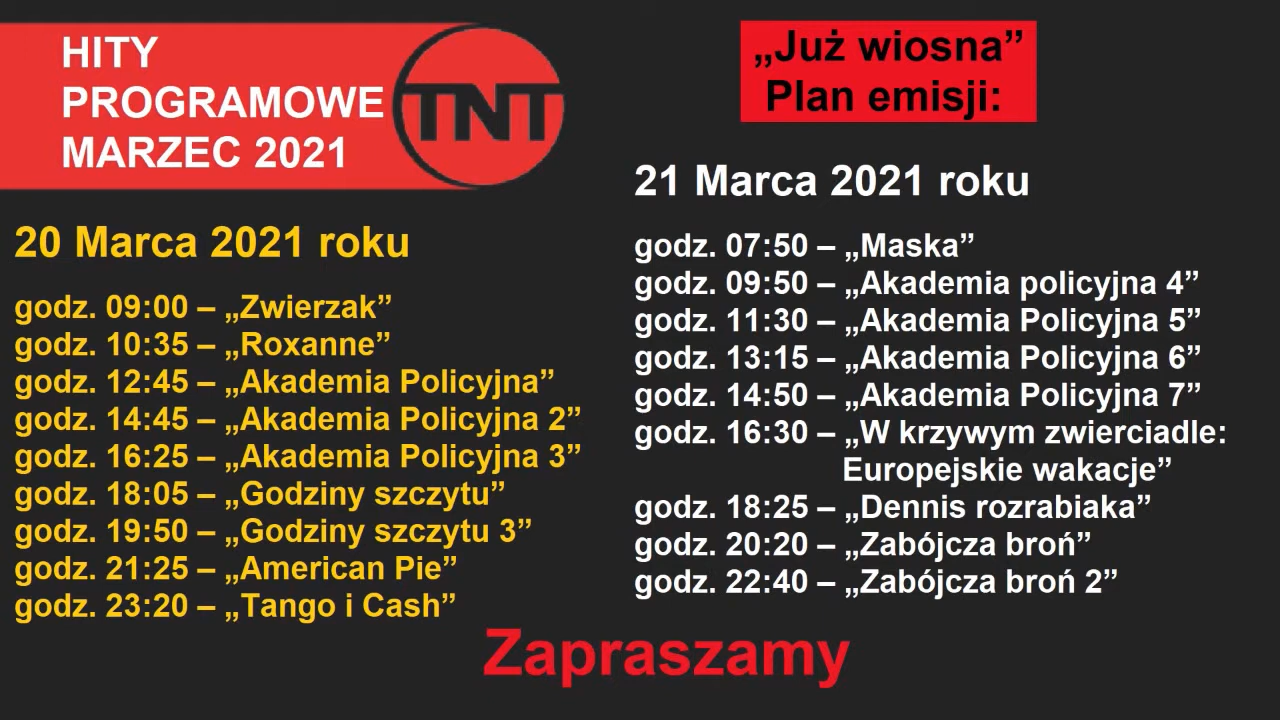 HITY
PROGRAMOWE
MARZEC 2021
TNT
„Już wiosna”
Plan emisji:
20 Marca 2021 roku
godz. 09:00 – „Zwierzak”
godz. 10:35 – „Roxanne”
godz. 12:45 – „Akademia Policyjna”
godz. 14:45 – „Akademia Policyjna 2”
godz. 16:25 – „Akademia Policyjna 3”
godz. 18:05 – „Godziny szczytu”
godz. 19:50 – „Godziny szczytu 3”
godz. 21:25 – „American Pie”
godz. 23:20 – „Tango i Cash”
21 Marca 2021 roku
godz. 07:50 – „Maska”
godz. 09:50 – „Akademia policyjna 4”
godz. 11:30 – „Akademia Policyjna 5”
godz. 13:15 – „Akademia Policyjna 6”
godz. 14:50 – „Akademia Policyjna 7”
godz. 16:30 – „W krzywym zwierciadle:
Europejskie wakacje”
godz. 18:25 – „Dennis rozrabiaka”
godz. 20:20 – „Zabójcza broń”
godz. 22:40 – „Zabójcza broń 2”
Zapraszamy